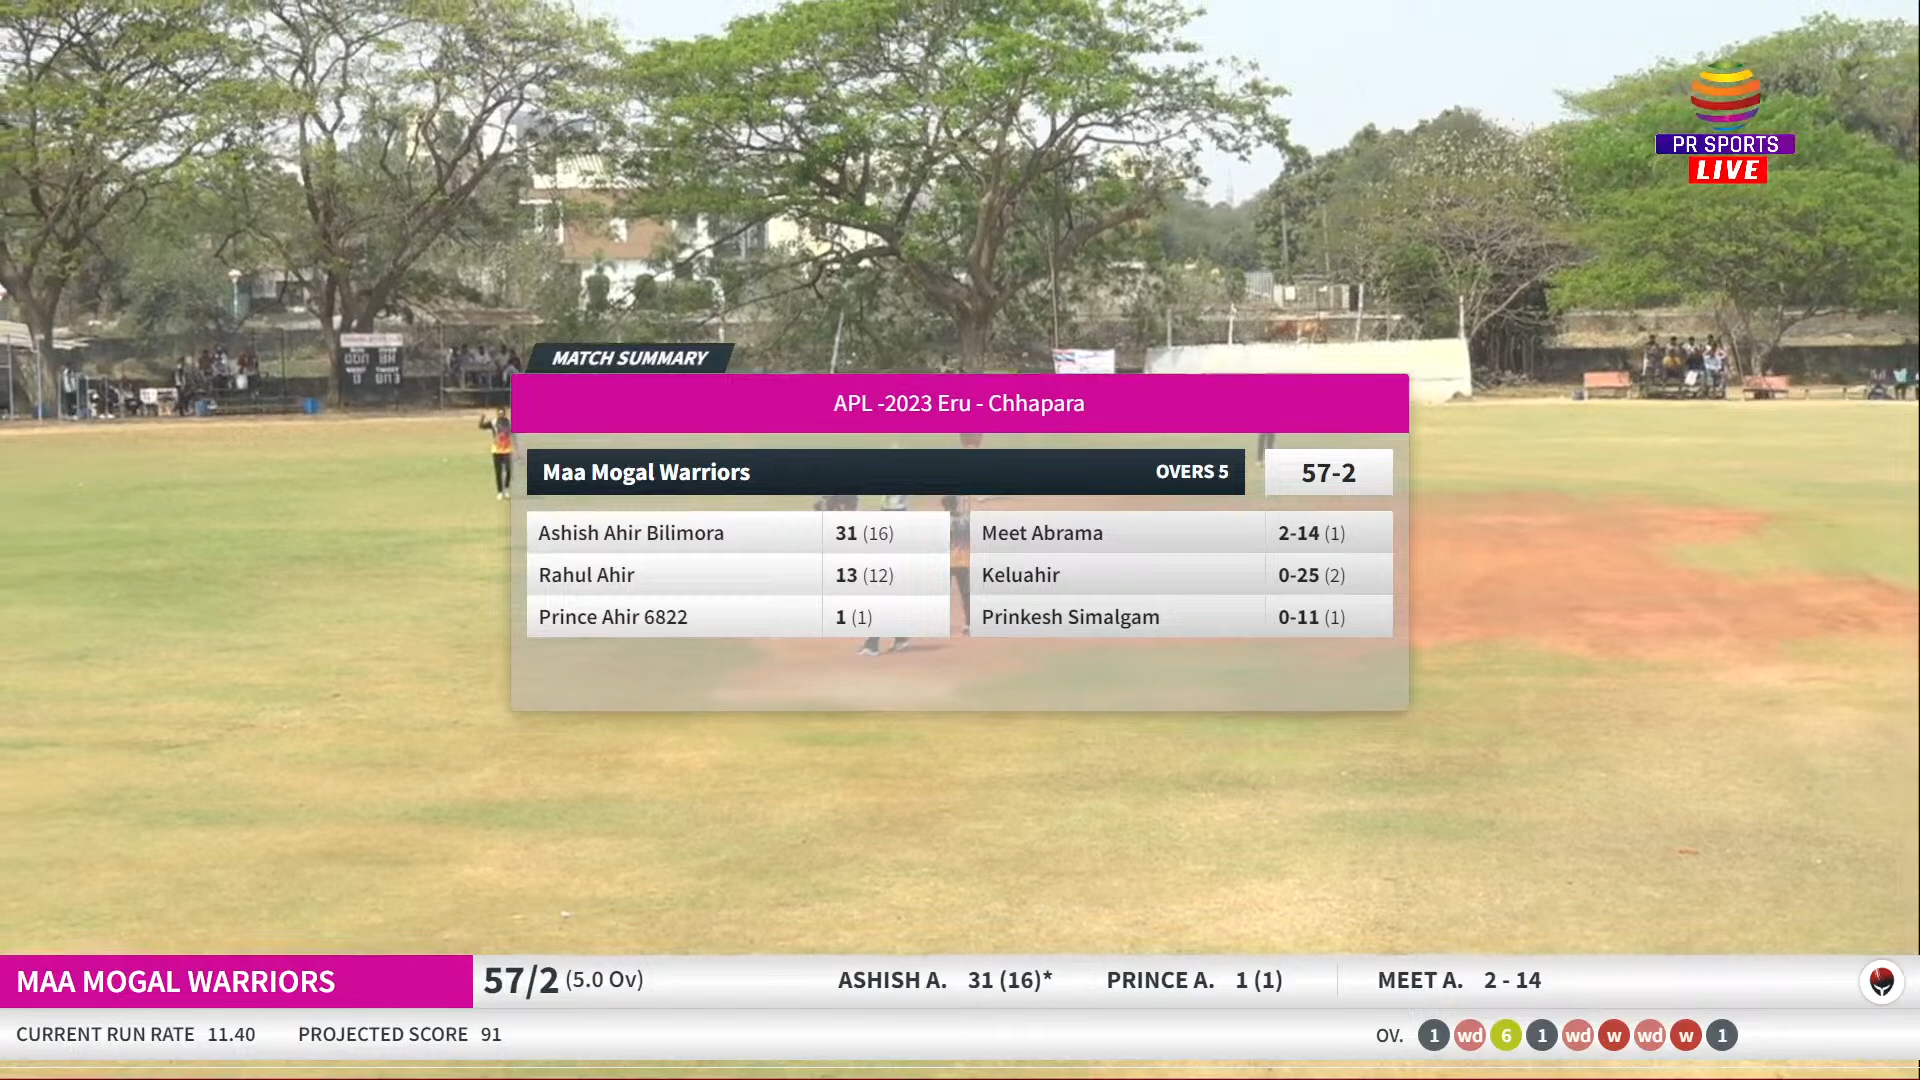 PR SPORTS
LIVE
MATCH SUMMARY
APL -2023 Eru - Chhapara
Maa Mogal Warriors OVERS 5 57-2
Ashish Ahir Bilimora 31 (16) Meet Abrama 2-14 (1)
Rahul Ahir 13 (12) Keluahir 0-25 (2)
Prince Ahir 6822 1 (1) Prinkesh Simalgam 0-11 (1)
MAA MOGAL WARRIORS 57/2 (5.0 Ov) ASHISH A. 31 (16)* PRINCE A. 1 (1) MEET A. 2 - 14
CURRENT RUN RATE 11.40 PROJECTED SCORE 91 OV. 1 wd 6 1 wd w wd w 1